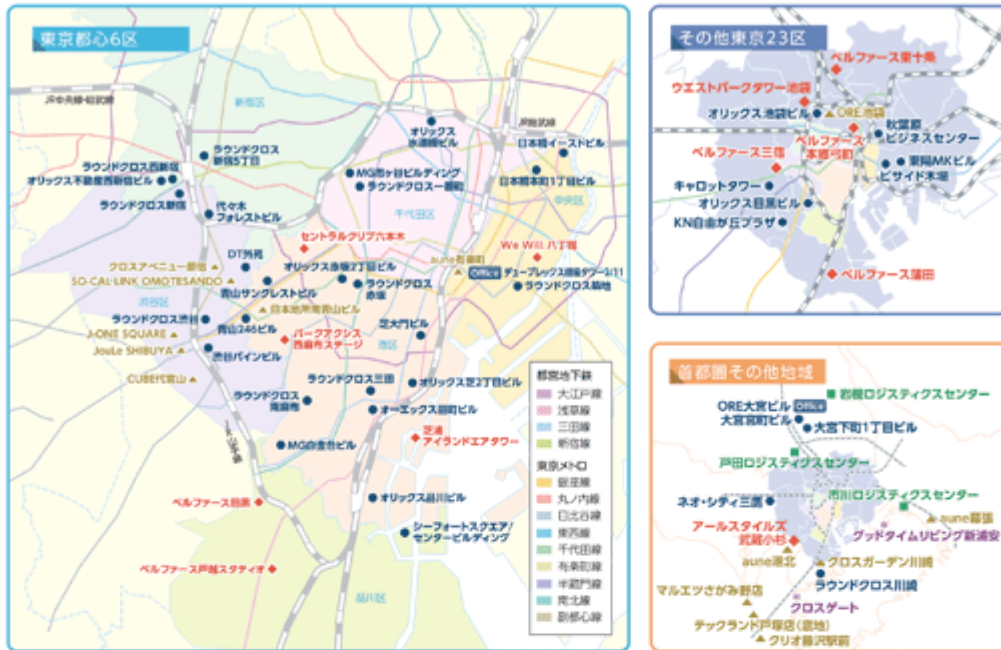 東京都心6区
新宿区
JR中央線・総武線
JR総武線
オリックス
水道橋ビル
日本橋イーストビル
ラウンドクロス
新宿5丁目
ラウンドクロス西新宿
オリックス不動産西新宿ビル
ラウンドクロス新宿
MG市ヶ谷ビルディング
ラウンドクロス一番町
日本橋本町1丁目ビル
中央区
千代田区
代々木
フォレストビル
セントラルクリブ六本木
We Will 八丁堀
DT外苑
オリックス赤坂2丁目ビル
aune有楽町
クロスアベニュー原宿
SO-CAL LINK OMOTESANDO
Office
デュープレックス銀座タワー5/11
青山サンクレストビル
ラウンドクロス
赤坂
ラウンドクロス築地
渋谷区
日本地所南青山ビル
ラウンドクロス渋谷
青山246ビル
芝大門ビル
J-ONE SQUARE
パークアクシス
西麻布ステージ
港区
JouLe SHIBUYA
渋谷パインビル
CUBE代官山
ラウンドクロス三田
オリックス芝2丁目ビル
ラウンドクロス
南麻布
オーエックス田町ビル
MG白金台ビル
芝浦
アイランドエアタワー
JR山手線
ベルファース目黒
オリックス品川ビル
シーフォートスクエア/
センタービルディング
ベルファース戸越スタティオ
品川区
都営地下鉄
大江戸線
浅草線
三田線
新宿線
東京メトロ
銀座線
丸ノ内線
日比谷線
東西線
千代田線
有楽町線
半蔵門線
南北線
副都心線
その他東京23区
ベルファース東十条
ウエストパークタワー池袋
オリックス池袋ビル
ORE池袋
秋葉原
ビジネスセンター
ベルファース
本郷弓町
ベルファース三宿
東陽MKビル
ビサイド木場
キャロットタワー
オリックス目黒ビル
KN自由が丘プラザ
ベルファース蒲田
首都圏その他地域
岩槻ロジスティクスセンター
ORE大宮ビル
Office
大宮宮町ビル
大宮下町1丁目ビル
戸田ロジスティクスセンター
ネオ・シティ三鷹
市川ロジスティクスセンター
aune幕張
アールスタイルズ
武蔵小杉
グッドタイムリビング新浦安
aune港北
クロスガーデン川崎
ラウンドクロス川崎
マルエツさがみ野店
クロスゲート
テックランド戸塚店(底地)
クリオ藤沢駅前